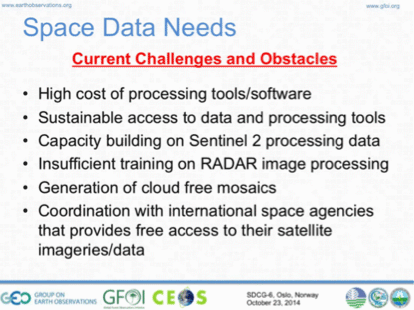 www.earthobservations.org
www.gfoi.org
Space Data Needs
Current Challenges and Obstacles
• High cost of processing tools/software
• Sustainable access to data and processing tools
• Capacity building on Sentinel 2 processing data
• Insufficient training on RADAR image processing
• Generation of cloud free mosaics
• Coordination with international space agencies
that provides free access to their satellite
imageries/data
GEO GROUP ON
EARTH OBSERVATIONS
GFOI
CEOS
SDCG-6, Oslo, Norway
October 23, 2014